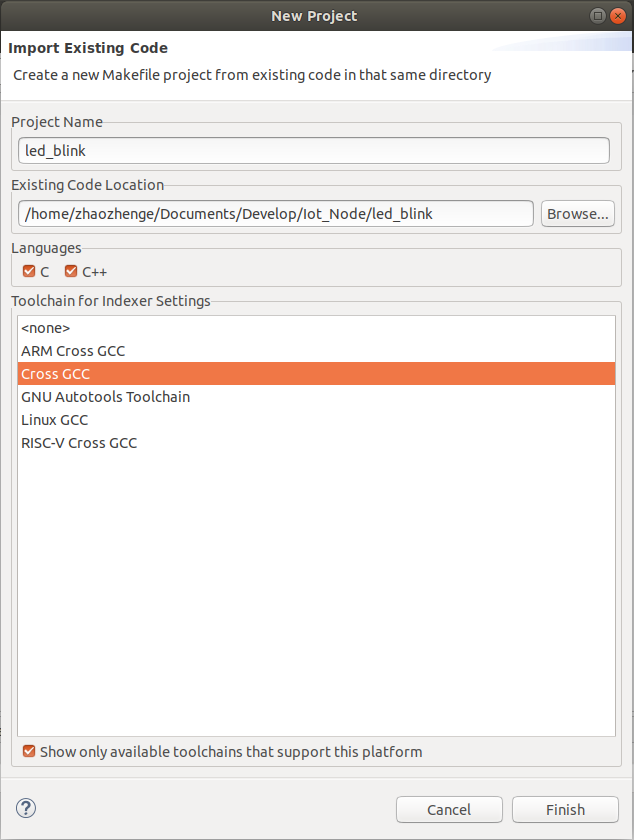 New Project
Import Existing Code
Create a new Makefile project from existing code in that same directory
Project Name
led_blink
Existing Code Location
/home/zhaozhenge/Documents/Develop/Iot_Node/led_blink
Browse...
Languages
C C++
Toolchain for Indexer Settings
<none>
ARM Cross GCC
Cross GCC
GNU Autotools Toolchain
Linux GCC
RISC-V Cross GCC
Show only available toolchains that support this platform
? Cancel Finish